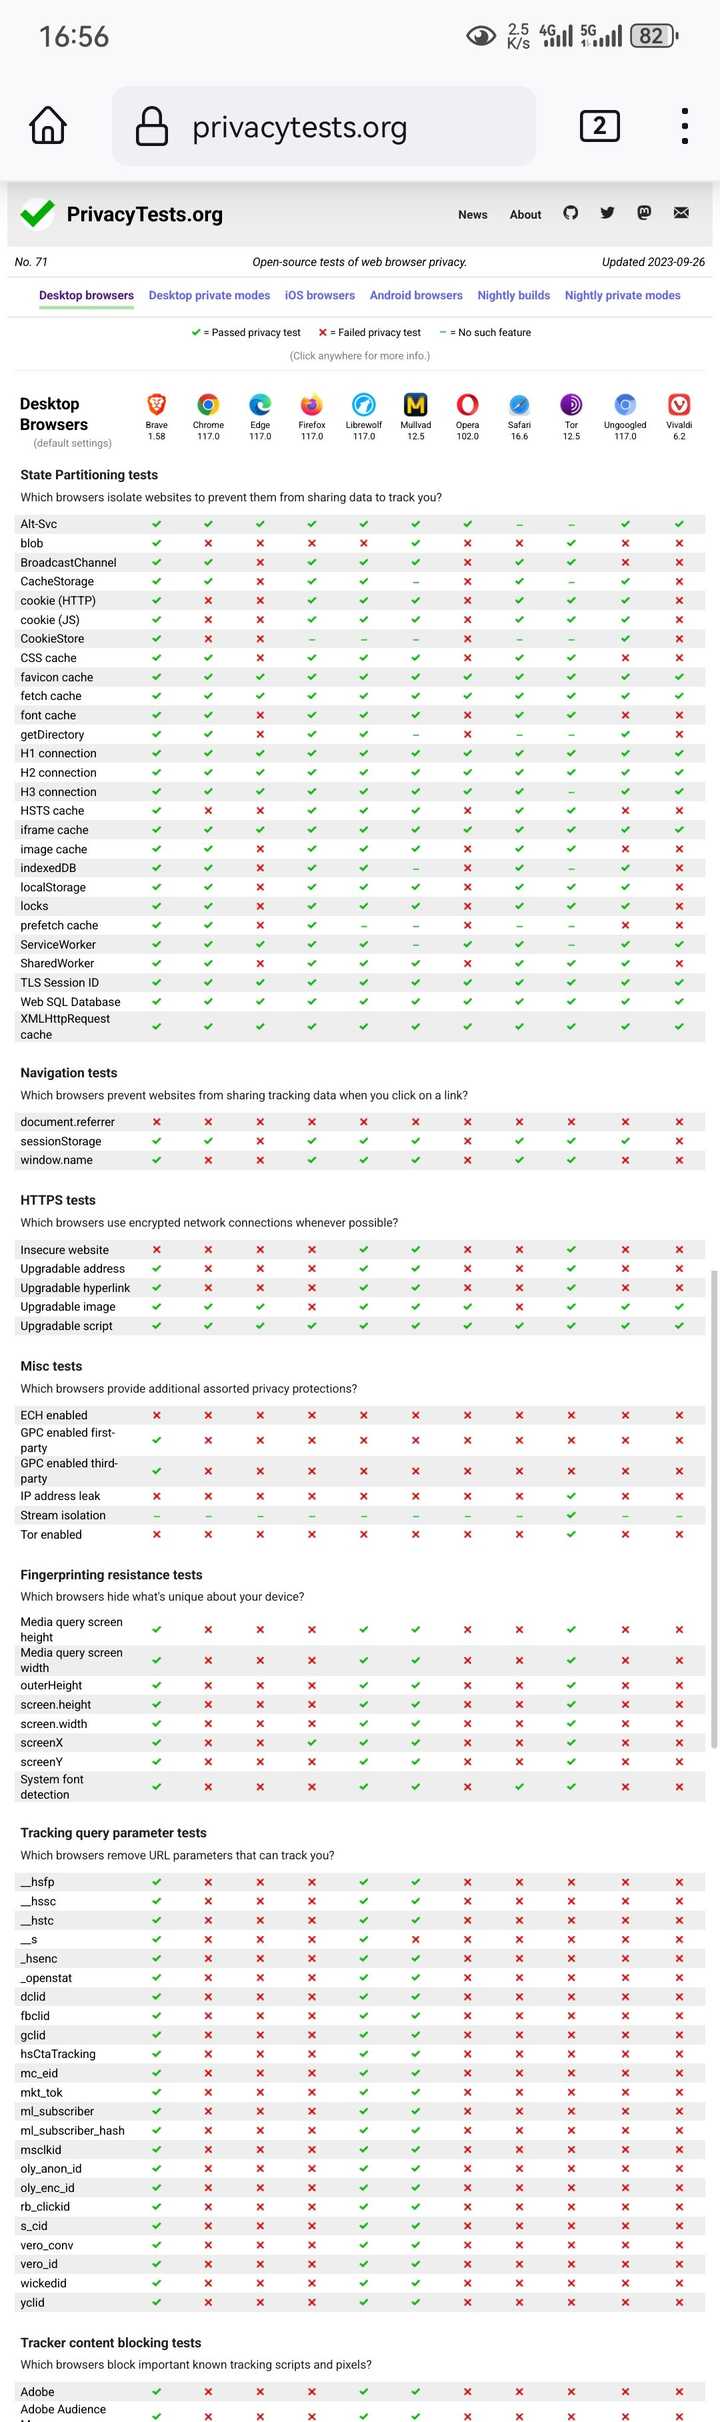 16:56
2.5 K/s 4G 5G 82
privacytests.org 2
PrivacyTests.org News About
No. 71 Open-source tests of web browser privacy. Updated 2023-09-26
Desktop browsers Desktop private modes iOS browsers Android browsers Nightly builds Nightly private modes
✓ = Passed privacy test × = Failed privacy test – = No such feature
(Click anywhere for more info.)
Desktop Browsers
(default settings)
Brave 1.58
Chrome 117.0
Edge 117.0
Firefox 117.0
Librewolf 117.0
Mullvad 12.5
Opera 102.0
Safari 16.6
Tor 12.5
Ungoogled 117.0
Vivaldi 6.2
State Partitioning tests
Which browsers isolate websites to prevent them from sharing data to track you?
Alt-Svc
blob
BroadcastChannel
CacheStorage
cookie (HTTP)
cookie (JS)
CookieStore
CSS cache
favicon cache
fetch cache
font cache
getDirectory
H1 connection
H2 connection
H3 connection
HSTS cache
iframe cache
image cache
indexedDB
localStorage
locks
prefetch cache
ServiceWorker
SharedWorker
TLS Session ID
Web SQL Database
XMLHttpRequest
cache
Navigation tests
Which browsers prevent websites from sharing tracking data when you click on a link?
document.referrer
sessionStorage
window.name
HTTPS tests
Which browsers use encrypted network connections whenever possible?
Insecure website
Upgradable address
Upgradable hyperlink
Upgradable image
Upgradable script
Misc tests
Which browsers provide additional assorted privacy protections?
ECH enabled
GPC enabled first-
party
GPC enabled third-
party
IP address leak
Stream isolation
Tor enabled
Fingerprinting resistance tests
Which browsers hide what's unique about your device?
Media query screen
height
Media query screen
width
outerHeight
screen.height
screen.width
screenX
screenY
System font
detection
Tracking query parameter tests
Which browsers remove URL parameters that can track you?
__hsfp
__hssc
__hstc
__s
_hsenc
_openstat
dclid
fbclid
gclid
hsCtaTracking
mc_eid
mkt_tok
ml_subscriber
ml_subscriber_hash
msclkid
oly_anon_id
oly_enc_id
rb_clickid
s_cid
vero_conv
vero_id
wickedid
yclid
Tracker content blocking tests
Which browsers block important known tracking scripts and pixels?
Adobe
Adobe Audience